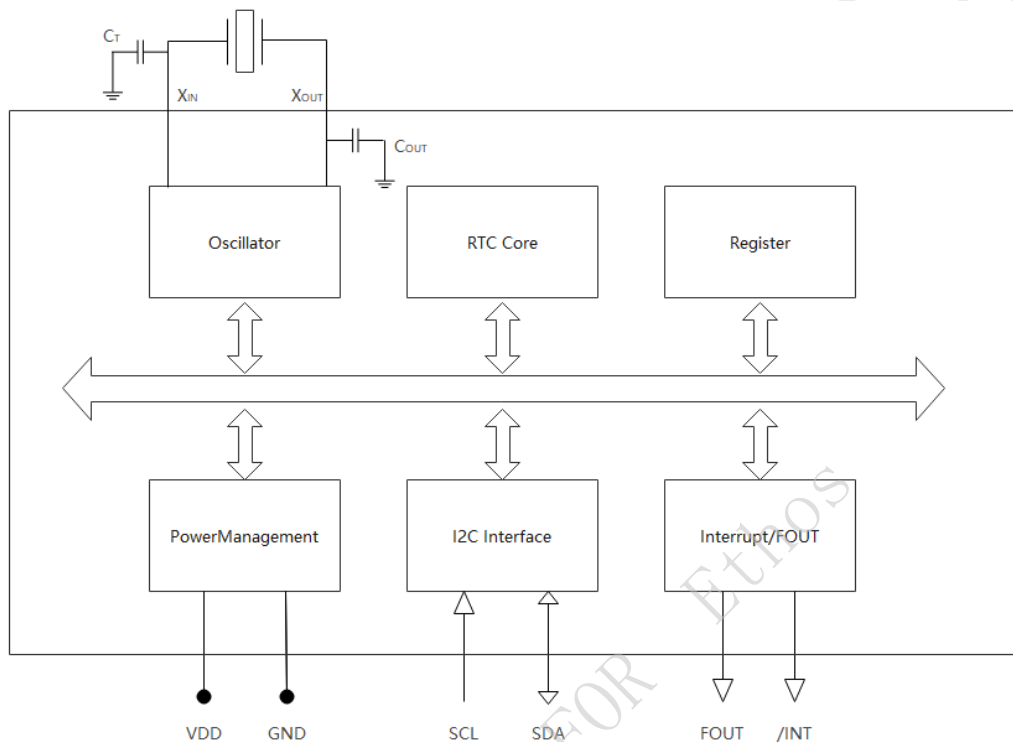 CT
XIN
XOUT
COUT
Oscillator
RTC Core
Register
PowerManagement
I2C Interface
Interrupt/FOUT
VDD
GND
SCL
SDA
FOUT
/INT
FOR Ethos